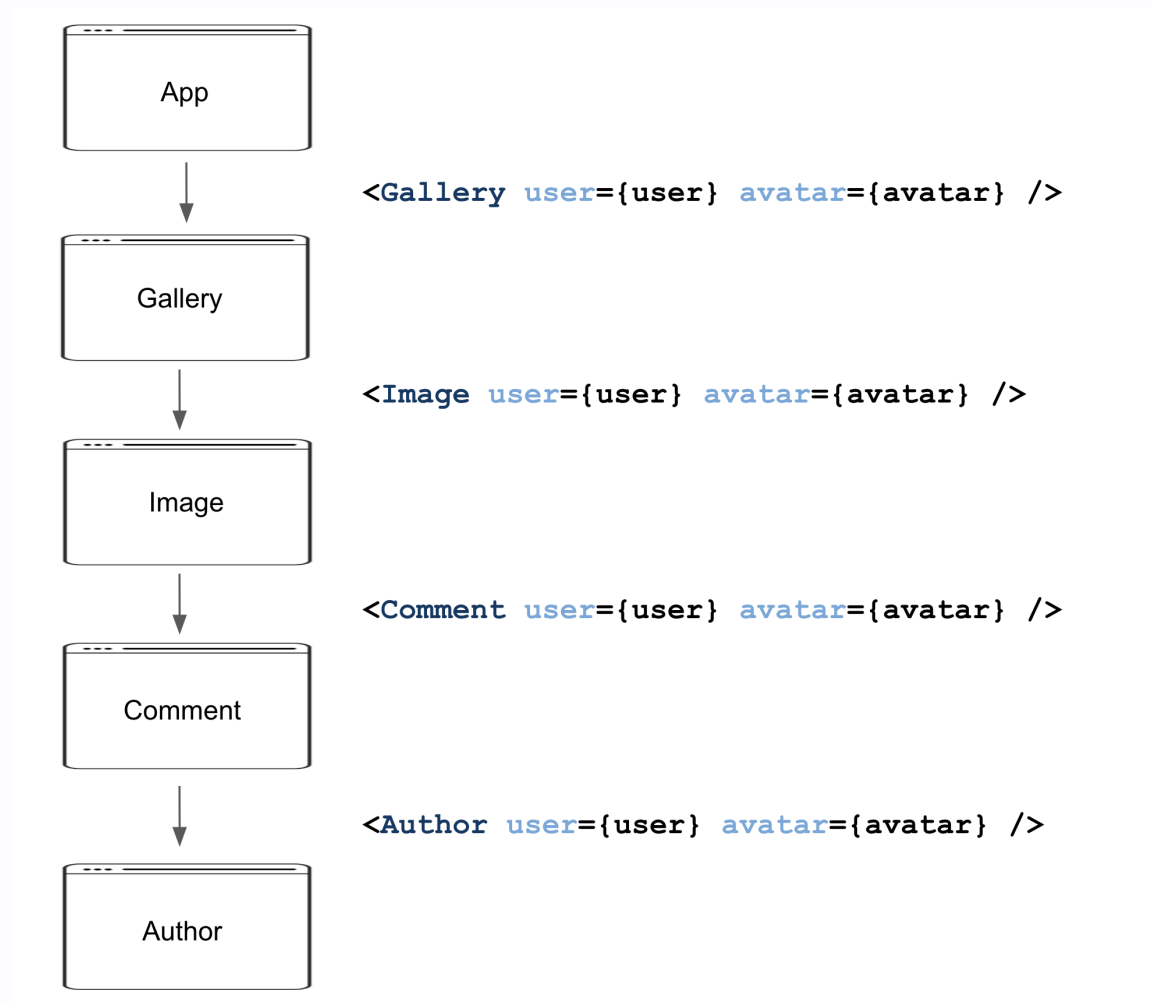 App
<Gallery user={user} avatar={avatar} />
Gallery
<Image user={user} avatar={avatar} />
Image
<Comment user={user} avatar={avatar} />
Comment
<Author user={user} avatar={avatar} />
Author